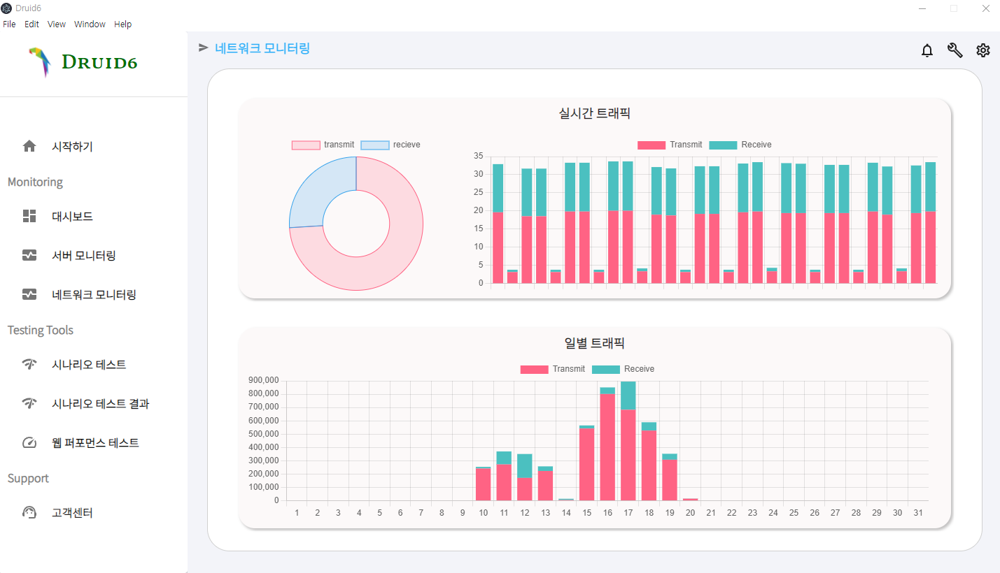 Druid6
File Edit View Window Help
DRUID6
시작하기
Monitoring
대시보드
서버 모니터링
네트워크 모니터링
Testing Tools
시나리오 테스트
시나리오 테스트 결과
웹 퍼포먼스 테스트
Support
고객센터
네트워크 모니터링
실시간 트래픽
transmit recieve
Transmit Receive
35
30
25
20
15
10
5
0
일별 트래픽
Transmit Receive
900,000
800,000
700,000
600,000
500,000
400,000
300,000
200,000
100,000
0
1 2 3 4 5 6 7 8 9 10 11 12 13 14 15 16 17 18 19 20 21 22 23 24 25 26 27 28 29 30 31